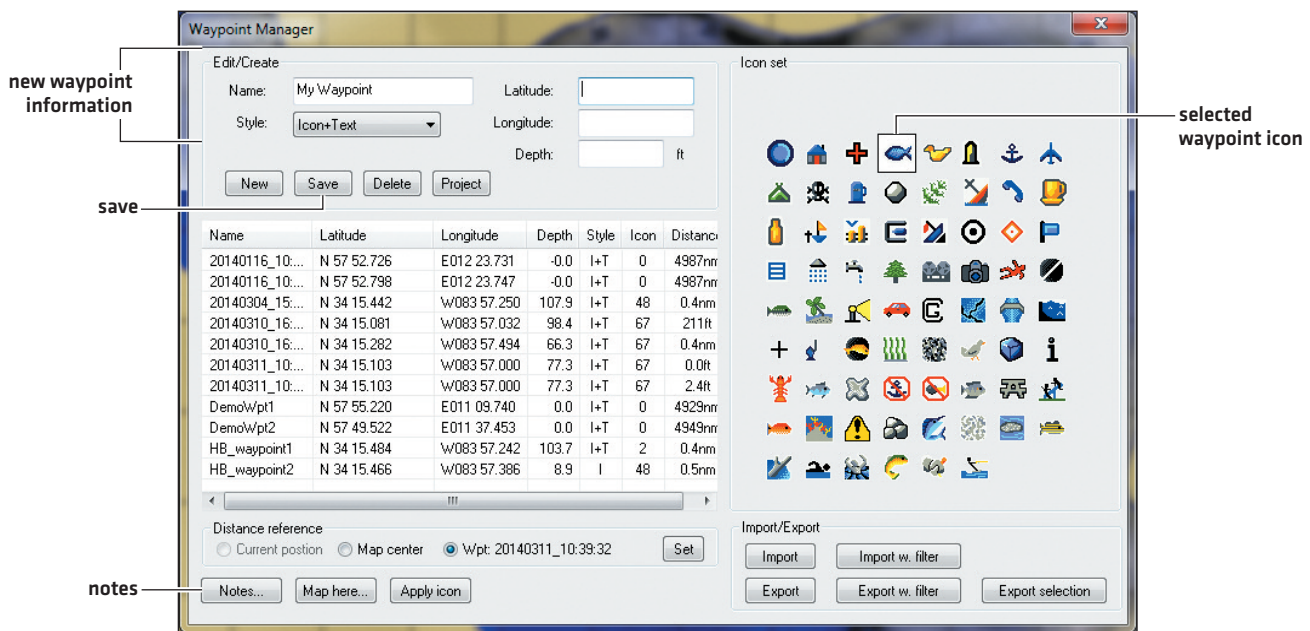 Waypoint Manager
Edit/Create
Name: My Waypoint
Latitude:
Style: Icon+Text
Longitude:
Depth: ft
New Save Delete Project
new waypoint
information
save
Name Latitude Longitude Depth Style Icon Distance
20140116_10:... N 57 52.726 E012 23.731 -0.0 I+T 0 4987nm
20140116_10:... N 57 52.798 E012 23.747 -0.0 I+T 0 4987nm
20140304_15:... N 34 15.442 W083 57.250 107.9 I+T 48 0.4nm
20140310_16:... N 34 15.081 W083 57.032 98.4 I+T 67 211ft
20140310_16:... N 34 15.282 W083 57.494 66.3 I+T 67 0.4nm
20140311_10:... N 34 15.103 W083 57.000 77.3 I+T 67 0.0ft
20140311_10:... N 34 15.103 W083 57.000 77.3 I+T 67 2.4ft
DemoWpt1 N 57 55.220 E011 09.740 0.0 I+T 0 4929nm
DemoWpt2 N 57 49.522 E011 37.453 0.0 I+T 0 4949nm
HB_waypoint1 N 34 15.484 W083 57.242 103.7 I+T 2 0.4nm
HB_waypoint2 N 34 15.466 W083 57.386 8.9 I 48 0.5nm
Distance reference
Current postion Map center Wpt: 20140311_10:39:32 Set
notes
Notes... Map here... Apply icon
Icon set
selected
waypoint icon
Import/Export
Import Import w. filter
Export Export w. filter Export selection